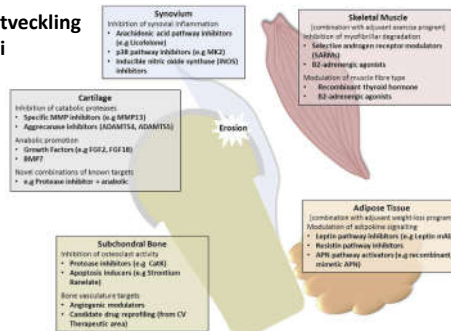 tveckling
i
Synovium
Inhibition of synovial inflammation
• Arachidonic acid pathway inhibitors
(e.g Licofelone)
• p38 pathway inhibitors (e.g MK2)
• Inducible nitric oxide synthase (iNOS)
inhibitors
Skeletal Muscle
(combination with adjuvant exercise program)
Inhibition of myofibrillar degradation
• Selective androgen receptor modulators
(SARMs)
• B2-adrenergic agonists
Modulation of muscle fibre type
• Recombinant thyroid hormone
• B2-adrenergic agonists
Cartilage
Inhibition of catabolic proteases
• Specific MMP inhibitors (e.g MMP13)
• Aggrecanase inhibitors (ADAMTS4, ADAMTS5)
Anabolic promotion
• Growth Factors (e.g FGF2, FGF18)
• BMP7
Novel combinations of known targets
• e.g Protease inhibitor + anabolic
Erosion
Adipose Tissue
(combination with adjuvant weight-loss program)
Modulation of adipokine signalling
• Leptin pathway inhibitors (e.g Leptin mAb)
• Resistin pathway inhibitors
• APN pathway activators (e.g recombinant/
mimetic APN)
Subchondral Bone
Inhibition of osteoclast activity
• Protease inhibitors (e.g CatK)
• Apoptosis inducers (e.g Strontium
Ranelate)
Bone vasculature targets
• Angiogenic modulators
• Candidate drug reprofiling (from CV
Therapeutic area)